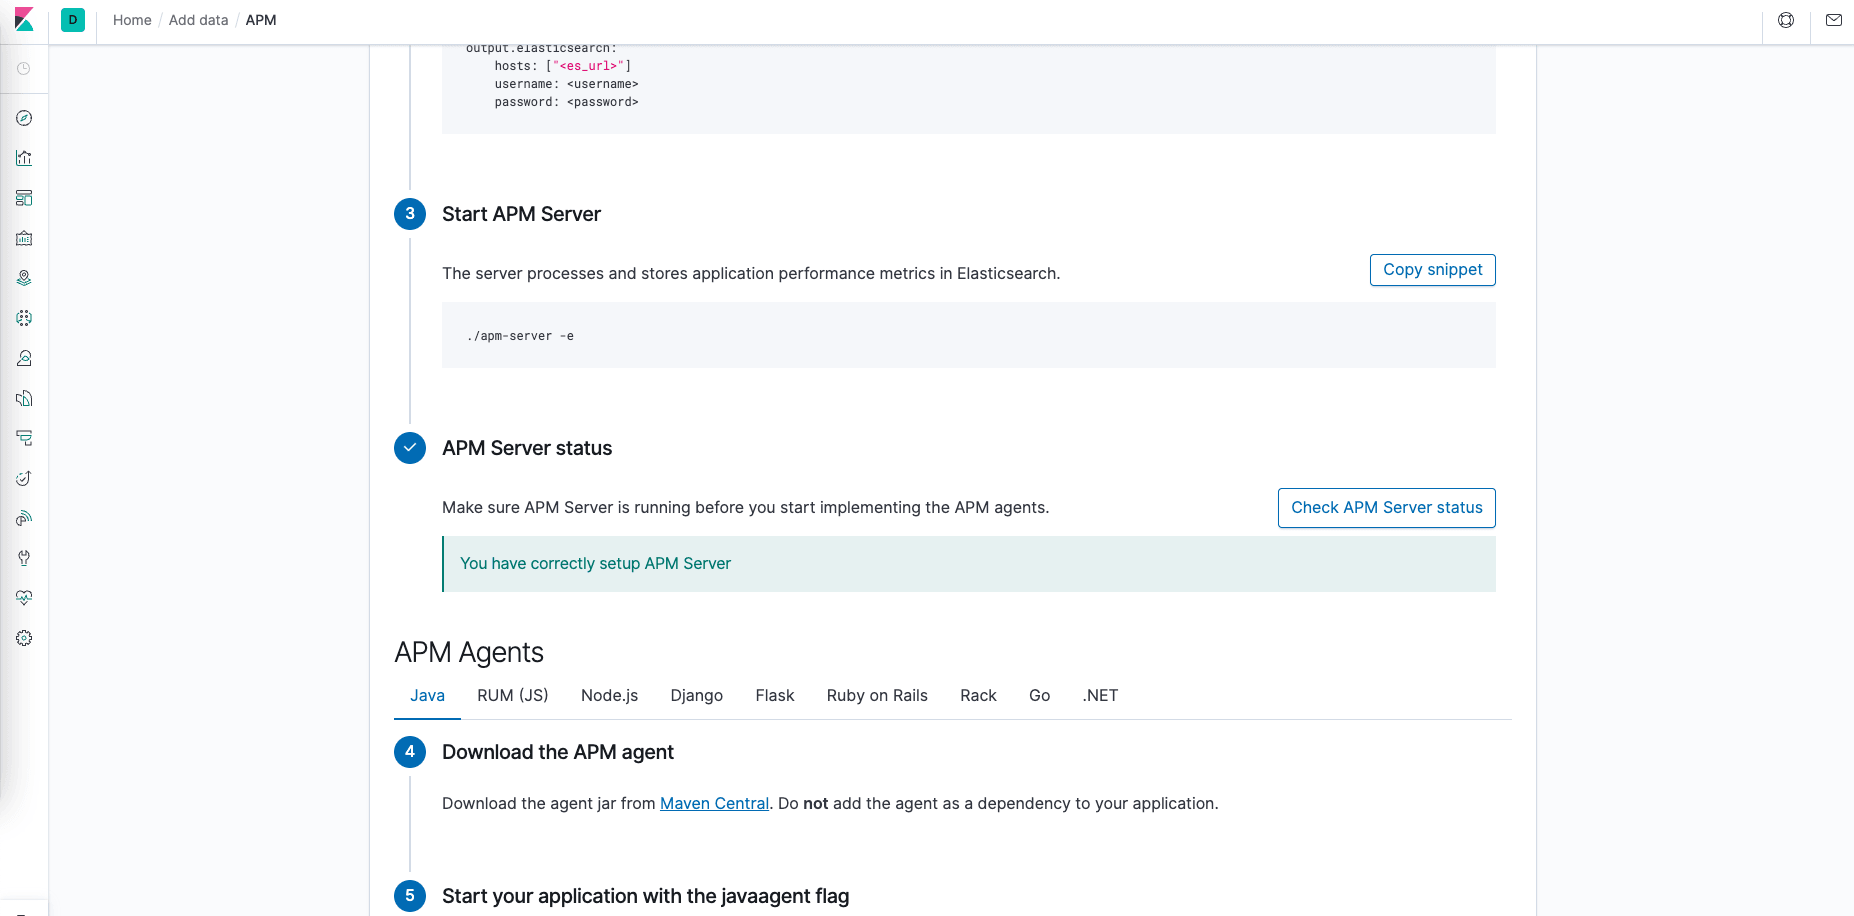 D
Home / Add data / APM
output.elasticsearch:
hosts: ["<es_url>"]
username: <username>
password: <password>
3
Start APM Server
The server processes and stores application performance metrics in Elasticsearch.
Copy snippet
./apm-server -e
APM Server status
Make sure APM Server is running before you start implementing the APM agents.
Check APM Server status
You have correctly setup APM Server
APM Agents
Java RUM (JS) Node.js Django Flask Ruby on Rails Rack Go .NET
4
Download the APM agent
Download the agent jar from Maven Central. Do not add the agent as a dependency to your application.
5
Start your application with the javaagent flag